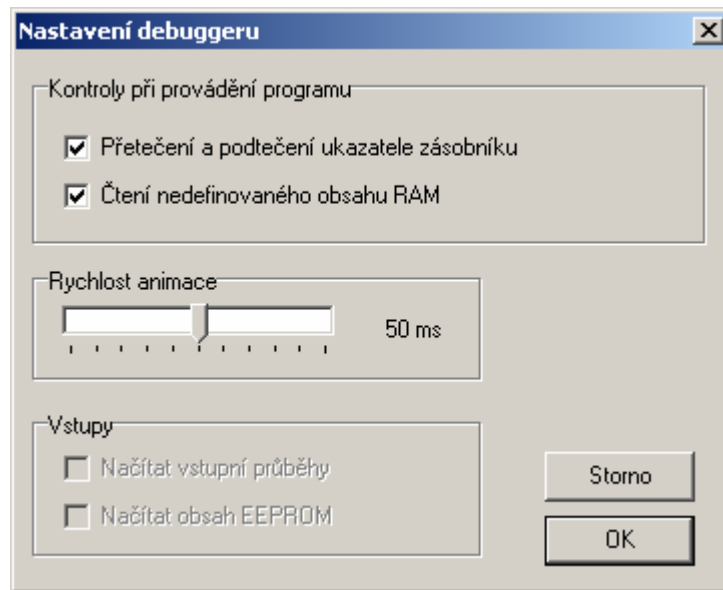 Nastavení debuggeru
Kontroly při provádění programu
Přetečení a podtečení ukazatele zásobníku
Čtení nedefinovaného obsahu RAM
Rychlost animace
50 ms
Vstupy
Načítat vstupní průběhy
Načítat obsah EEPROM
Storno
OK